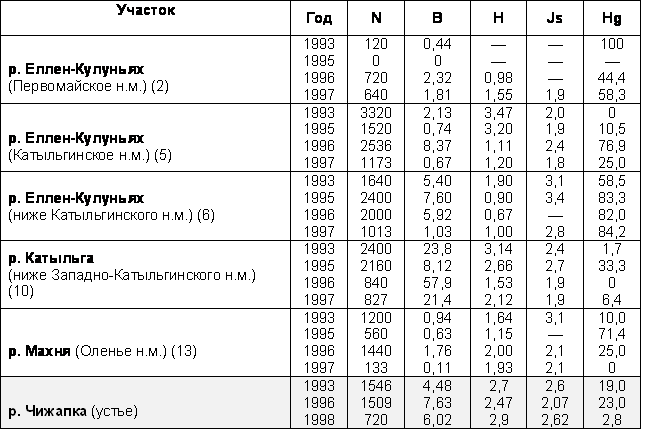 Участок Год N B H Js Hg
р. Еллен-Кулуньях
(Первомайское н.м.) (2)
1993 120 0,44 — — 100
1995 0 0 — — —
1996 720 2,32 0,98 — 44,4
1997 640 1,81 1,55 1,9 58,3
р. Еллен-Кулуньях
(Катыльгинское н.м.) (5)
1993 3320 2,13 3,47 2,0 0
1995 1520 0,74 3,20 1,9 10,5
1996 2536 8,37 1,11 2,4 76,9
1997 1173 0,67 1,20 1,8 25,0
р. Еллен-Кулуньях
(ниже Катыльгинского н.м.) (6)
1993 1640 5,40 1,90 3,1 58,5
1995 2400 7,60 0,90 3,4 83,3
1996 2000 5,92 0,67 — 82,0
1997 1013 1,03 1,00 2,8 84,2
р. Катыльга
(ниже Западно-Катыльгинского н.м.)
(10)
1993 2400 23,8 3,14 2,4 1,7
1995 2160 8,12 2,66 2,7 33,3
1996 840 57,9 1,53 1,9 0
1997 827 21,4 2,12 1,9 6,4
р. Махня (Оленье н.м.) (13)
1993 1200 0,94 1,64 3,1 10,0
1995 560 0,63 1,15 — 71,4
1996 1440 1,76 2,00 2,1 25,0
1997 133 0,11 1,93 2,1 0
р. Чижапка (устье)
1993 1546 4,48 2,7 2,6 19,0
1996 1509 7,63 2,47 2,07 23,0
1998 720 6,02 2,9 2,62 2,8